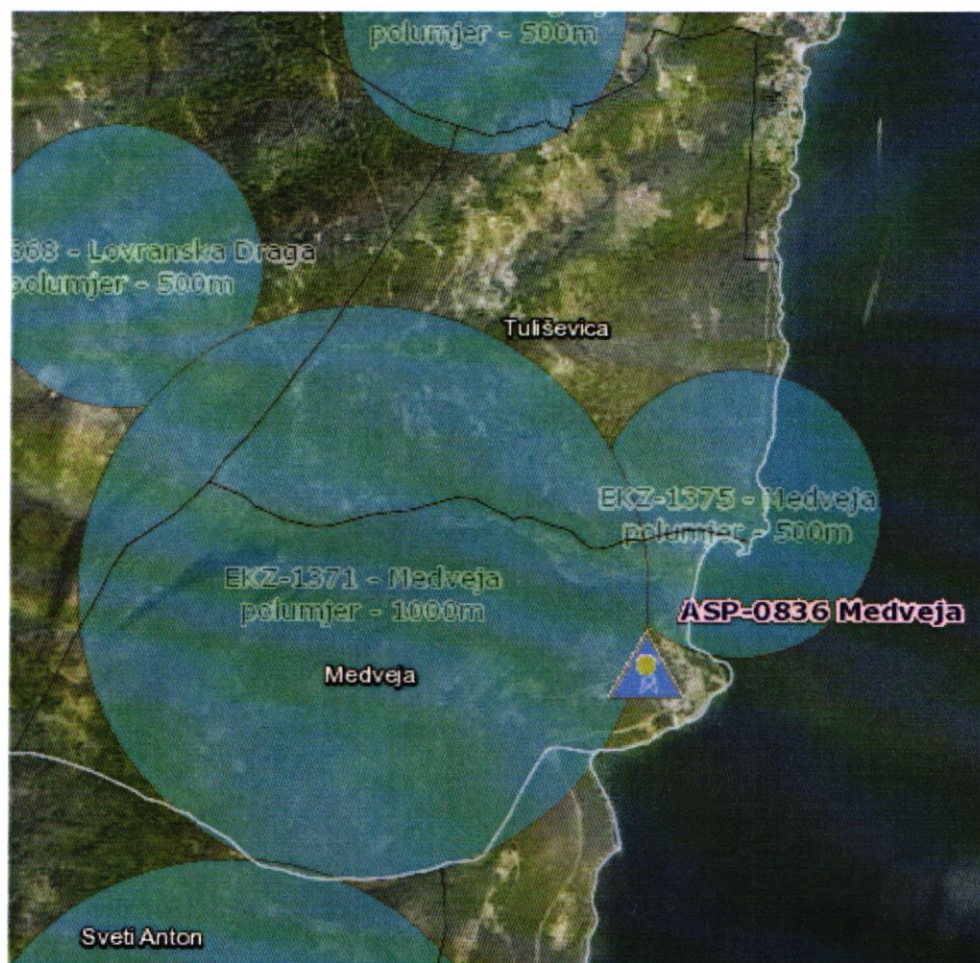 polumjer - 500m
368 - Lovranska Draga
polumjer - 500m
Tuliševica
EKZ-1375 - Medveja
polumjer - 500m
EKZ-1371 - Medveja
polumjer - 1000m
ASP-0836 Medveja
Medveja
Sveti Anton